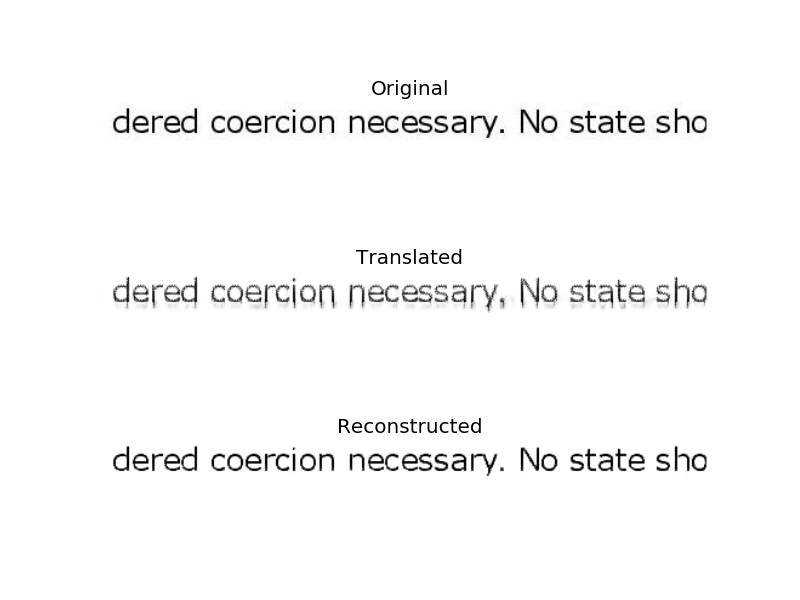 Original
dered coercion necessary. No state sho
Translated
dered coercion necessary. No state sho
Reconstructed
dered coercion necessary. No state sho